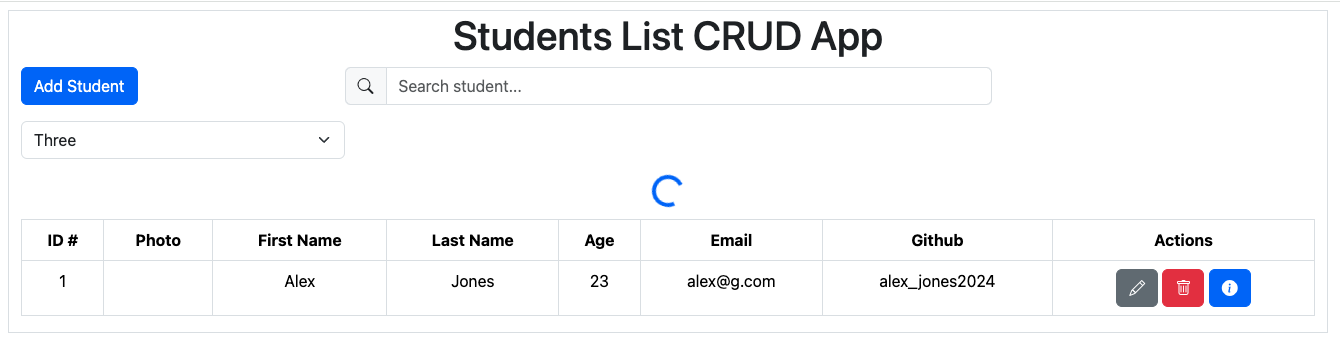 Students List CRUD App
Add Student
Search student...
Three
ID # Photo First Name Last Name Age Email Github Actions
1 Alex Jones 23 alex@g.com alex_jones2024